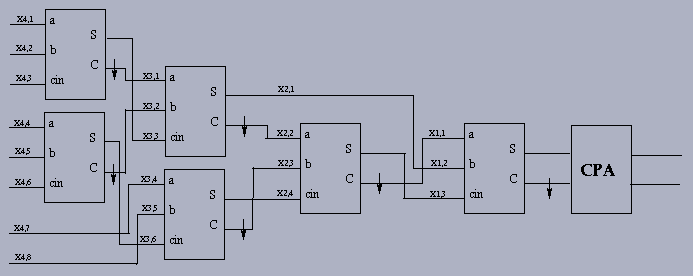 X4,1 a
S
X4,2 b
C
X4,3 cin
X3,1 a
S
X3,2 b
C
X3,3 cin
X2,1
X4,4 a
S
X4,5 b
C
X4,6 cin
X2,2 a
S
X2,3 b
C
X2,4 cin
X1,1 a
S
X1,2 b
C
X1,3 cin
CPA
X3,4 a
S
X3,5 b
C
X3,6 cin
X4,7
X4,8